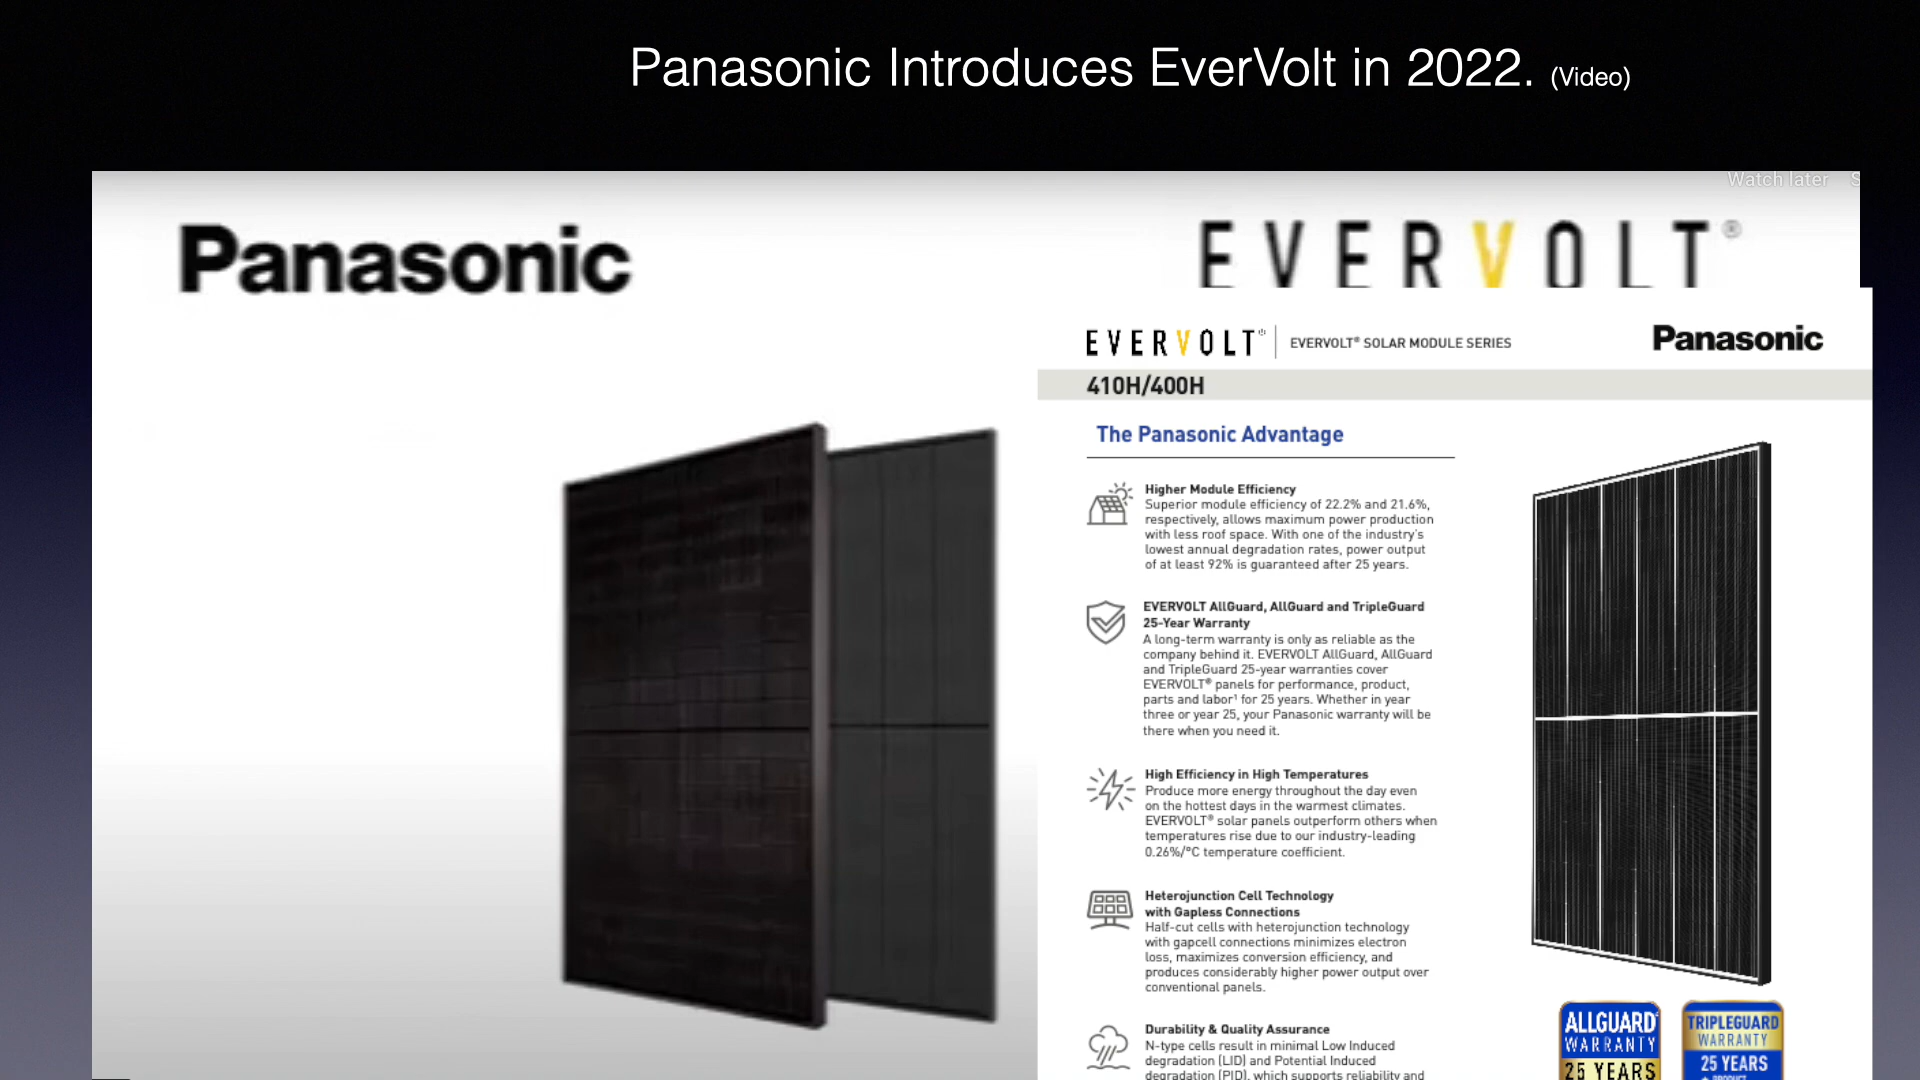 Panasonic Introduces EverVolt in 2022. (Video)
Watch later S
Panasonic
EVERVOLT®
EVERVOLT® | EVERVOLT® SOLAR MODULE SERIES
Panasonic
410H/400H
The Panasonic Advantage
Higher Module Efficiency
Superior module efficiency of 22.2% and 21.6%,
respectively, allows maximum power production
with less roof space. With one of the industry's
lowest annual degradation rates, power output
of at least 92% is guaranteed after 25 years.
EVERVOLT AllGuard, AllGuard and TripleGuard
25-Year Warranty
A long-term warranty is only as reliable as the
company behind it. EVERVOLT AllGuard, AllGuard
and TripleGuard 25-year warranties cover
EVERVOLT® panels for performance, product,
parts and labor¹ for 25 years. Whether in year
three or year 25, your Panasonic warranty will be
there when you need it.
High Efficiency in High Temperatures
Produce more energy throughout the day even
on the hottest days in the warmest climates.
EVERVOLT® solar panels outperform others when
temperatures rise due to our industry-leading
0.26%/°C temperature coefficient.
Heterojunction Cell Technology
with Gapless Connections
Half-cut cells with heterojunction technology
with gapcell connections minimizes electron
loss, maximizes conversion efficiency, and
produces considerably higher power output over
conventional panels.
Durability & Quality Assurance
N-type cells result in minimal Low Induced
degradation (LID) and Potential Induced
degradation (PID), which supports reliability and
ALLGUARD
WARRANTY
25 YEARS
TRIPLEGUARD
WARRANTY
25 YEARS